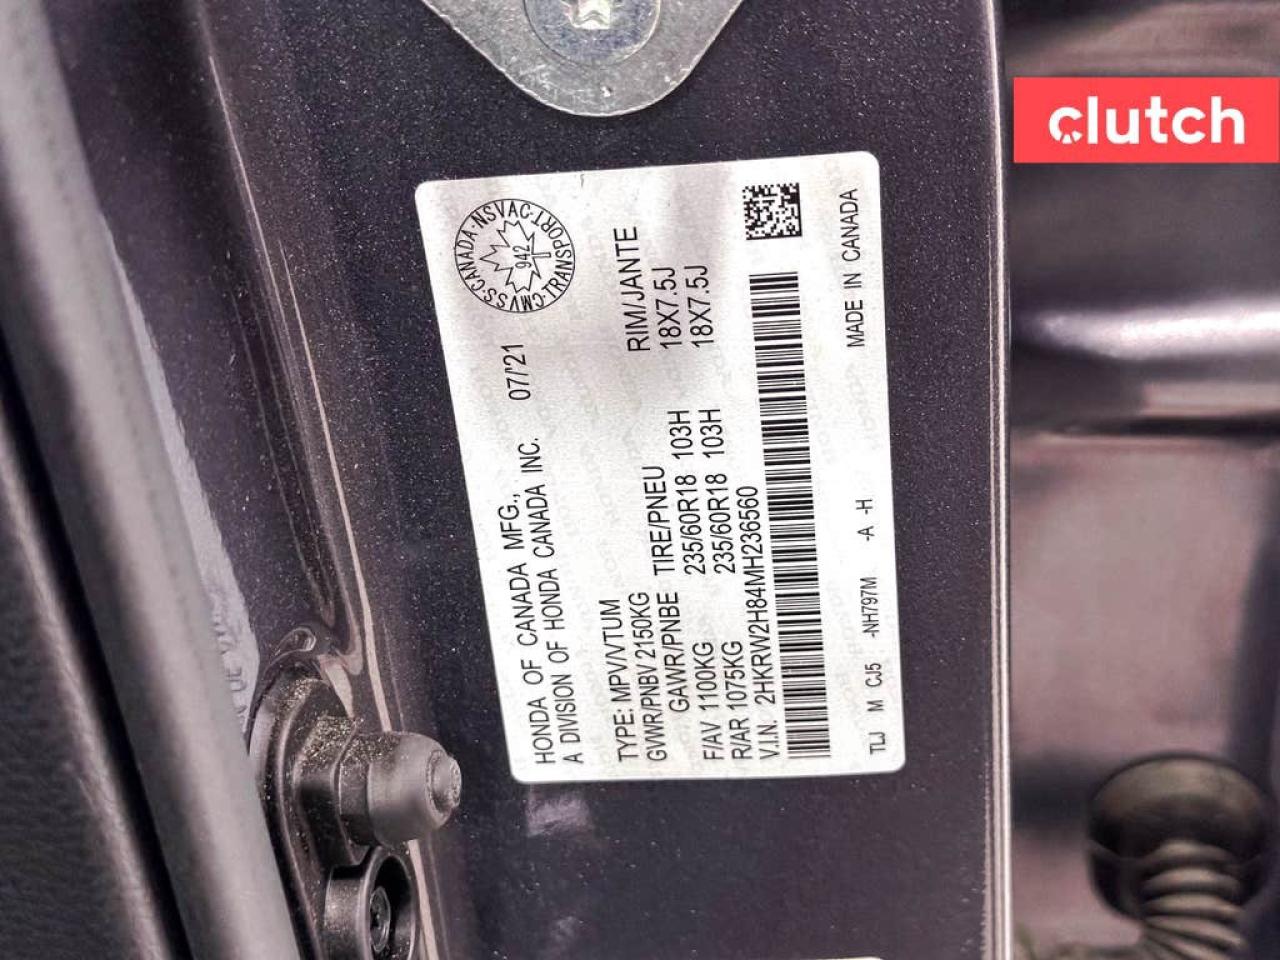 clutch
HONDA OF CANADA MFG.,
A DIVISION OF HONDA CANADA INC. 07/'21
CMVSS·CANADA·NSVAC·TRANSPORT
942
TYPE: MPV/VTUM
GVWR/PNBV 2150KG
GAWR/PNBE TIRE/PNEU RIM/JANTE
F/AV 1100KG 235/60R18 103H 18X7.5J
R/AR 1075KG 235/60R18 103H 18X7.5J
V.I.N. 2HKRW2H84MH236560
TLJ M CJ5 -NH797M -A -H MADE IN CANADA